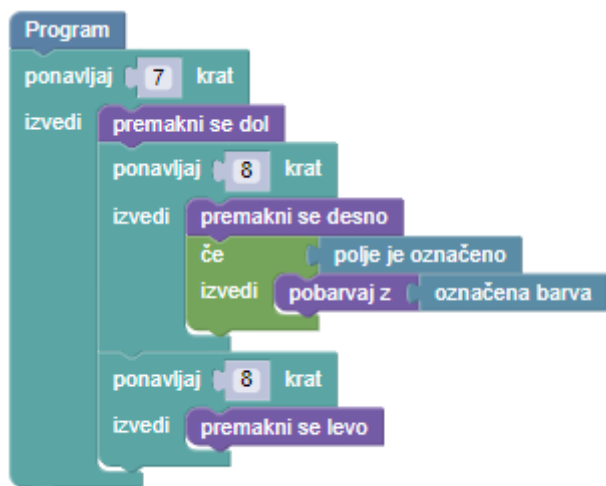 Program
ponavljaj 7 krat
izvedi premakni se dol
ponavljaj 8 krat
izvedi premakni se desno
če polje je označeno
izvedi pobarvaj z označena barva
ponavljaj 8 krat
izvedi premakni se levo